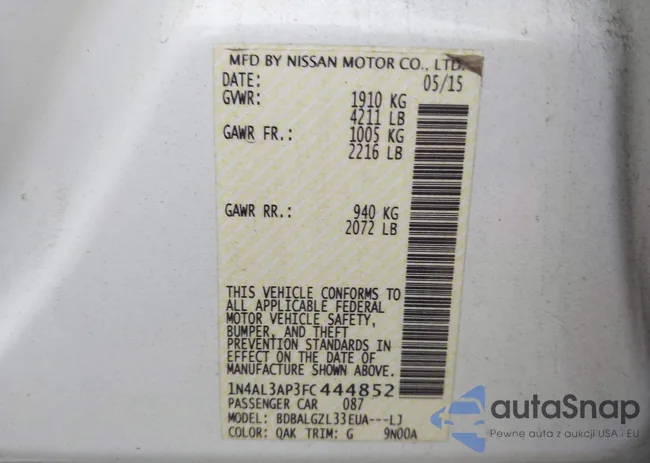 MFD BY NISSAN MOTOR CO., LTD.
DATE: 05/15
GVWR: 1910 KG
4211 LB
GAWR FR.: 1005 KG
2216 LB
GAWR RR.: 940 KG
2072 LB
THIS VEHICLE CONFORMS TO
ALL APPLICABLE FEDERAL
MOTOR VEHICLE SAFETY,
BUMPER, AND THEFT
PREVENTION STANDARDS IN
EFFECT ON THE DATE OF
MANUFACTURE SHOWN ABOVE.
1N4AL3AP3FC444852
PASSENGER CAR 087
MODEL: BDBALGZL33EUA---LJ
COLOR: QAK TRIM: G 9N00A
autoSnap
Pewne auta z aukcji USA i EU